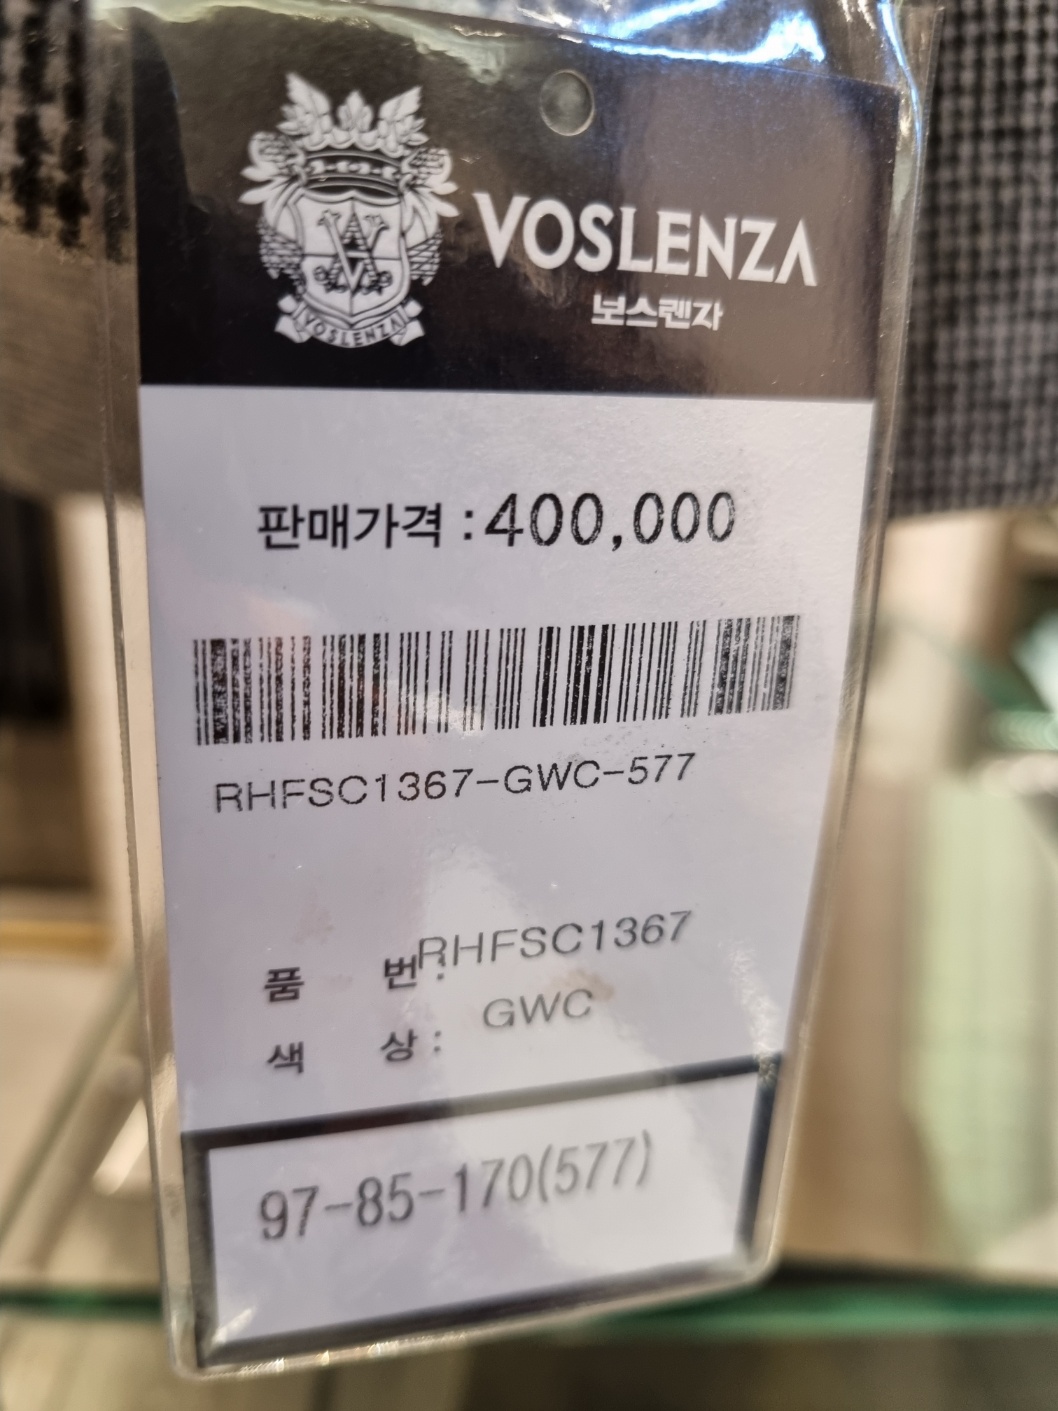 VOSLENZA
VOSLENZA
보스렌자
판매가격 : 400,000
RHFSC1367-GWC-577
품 번 : RHFSC1367
색 상 : GWC
97-85-170(577)